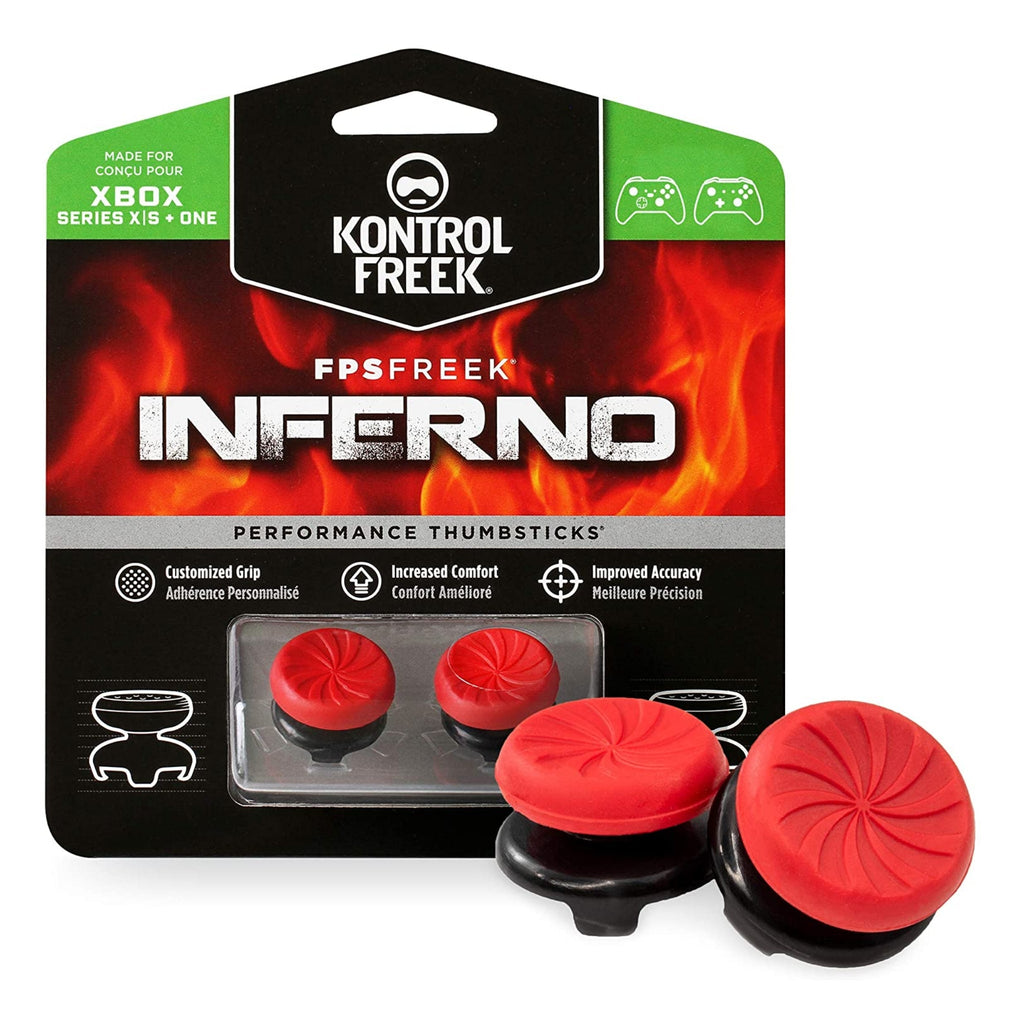 MADE FOR
CONÇU POUR
XBOX
SERIES X|S + ONE
KONTROL
FREEK®
FPSFREEK®
INFERNO
PERFORMANCE THUMBSTICKS®
Customized Grip
Adhérence Personnalisé
Increased Comfort
Confort Amélioré
Improved Accuracy
Meilleure Précision